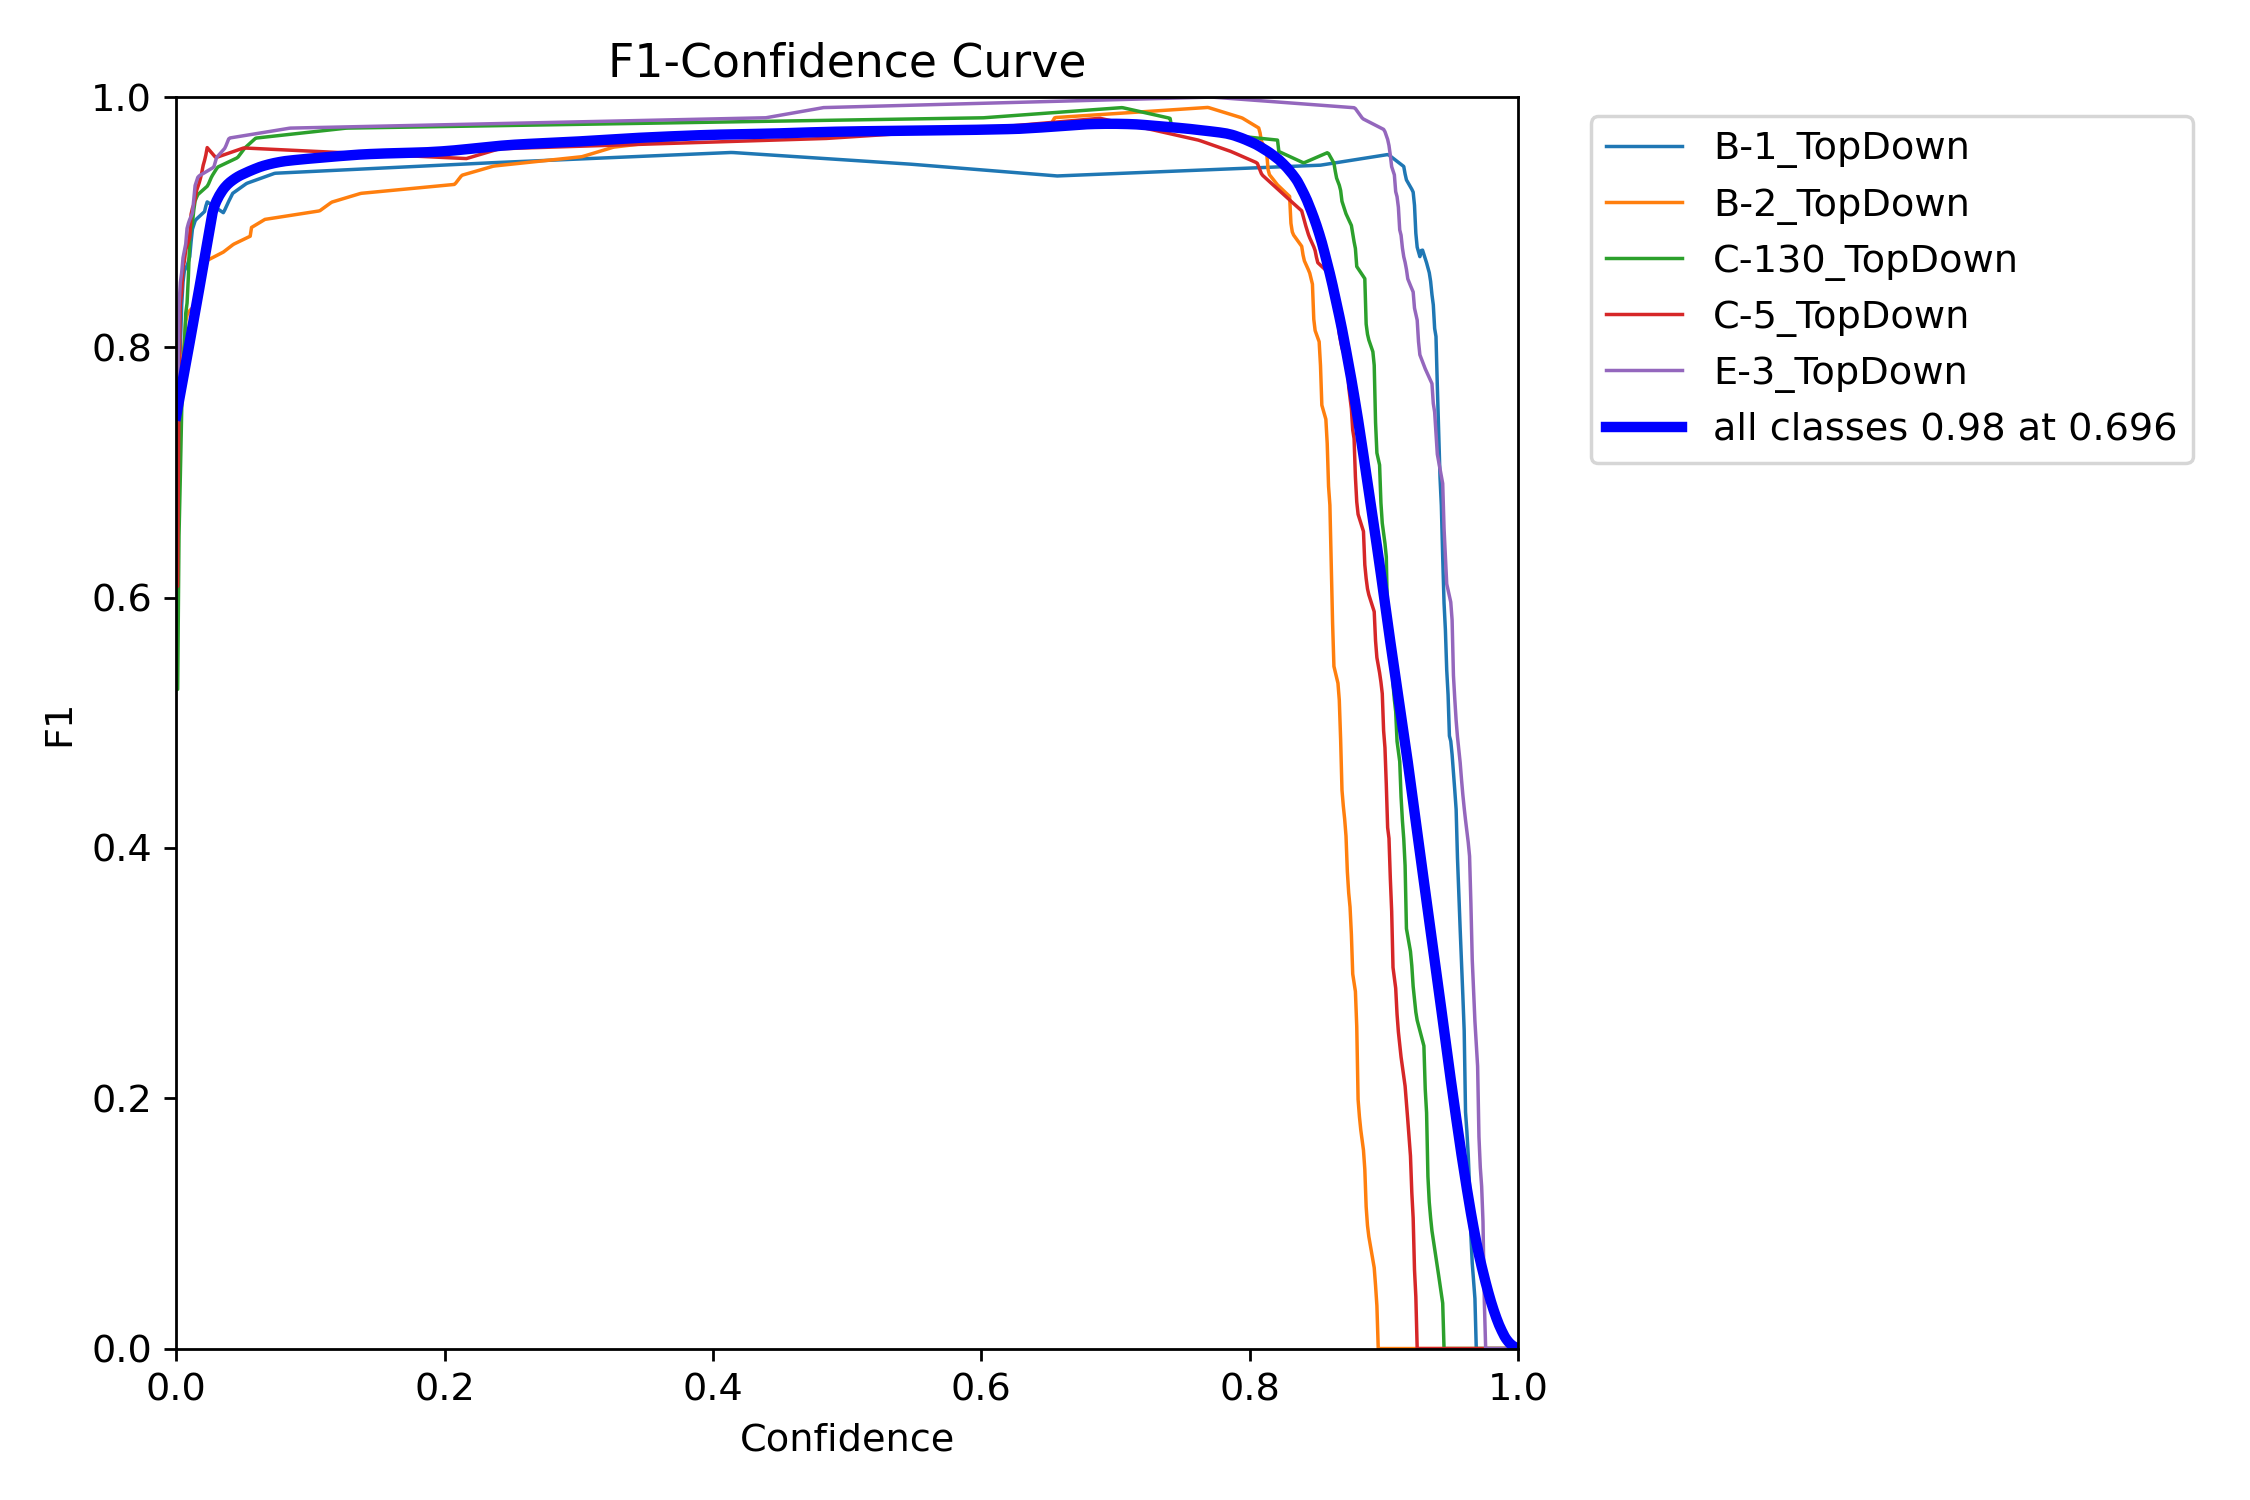 F1-Confidence Curve
1.0
0.8
0.6
0.4
0.2
0.0
F1
0.0 0.2 0.4 0.6 0.8 1.0
Confidence
B-1_TopDown
B-2_TopDown
C-130_TopDown
C-5_TopDown
E-3_TopDown
all classes 0.98 at 0.696